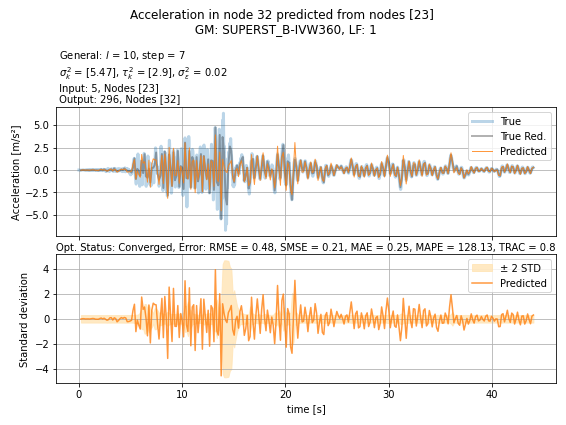 Acceleration in node 32 predicted from nodes [23]
GM: SUPERST_B-IVW360, LF: 1
General: l = 10, step = 7
σ²ₖ = [5.47], τ²ₖ = [2.9], σ²ε = 0.02
Input: 5, Nodes [23]
Output: 296, Nodes [32]
Acceleration [m/s²]
5.0
2.5
0.0
−2.5
−5.0
True
True Red.
Predicted
Opt. Status: Converged, Error: RMSE = 0.48, SMSE = 0.21, MAE = 0.25, MAPE = 128.13, TRAC = 0.8
Standard deviation
4
2
0
−2
−4
± 2 STD
Predicted
0 10 20 30 40
time [s]